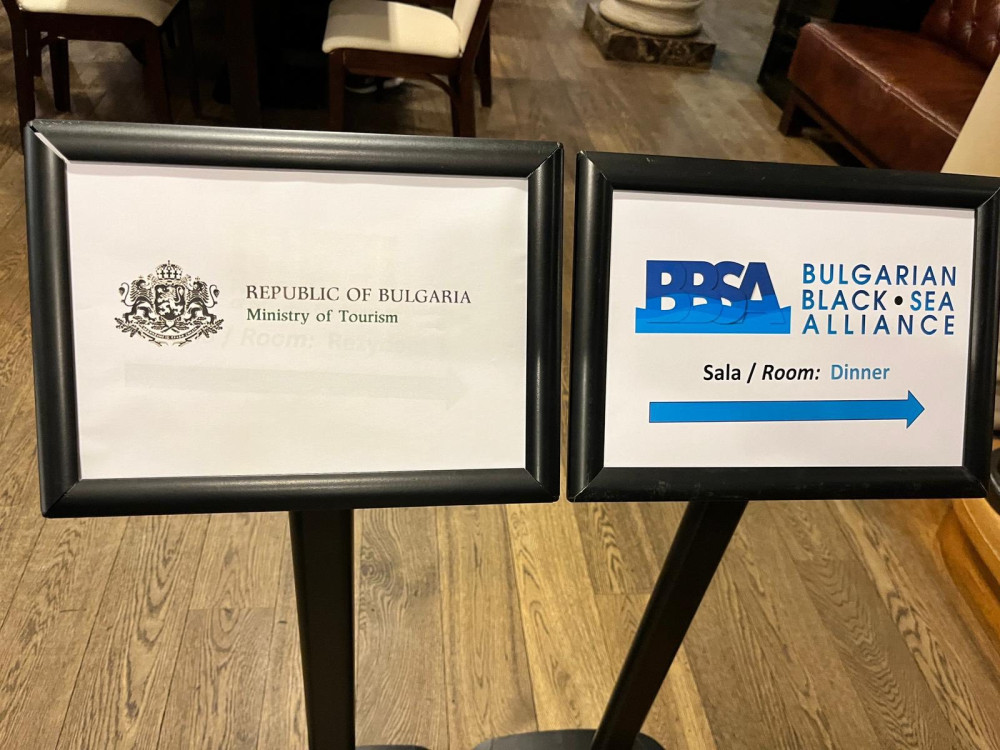 REPUBLIC OF BULGARIA
Ministry of Tourism
BBSA
BULGARIAN
BLACK • SEA
ALLIANCE
Sala / Room: Dinner